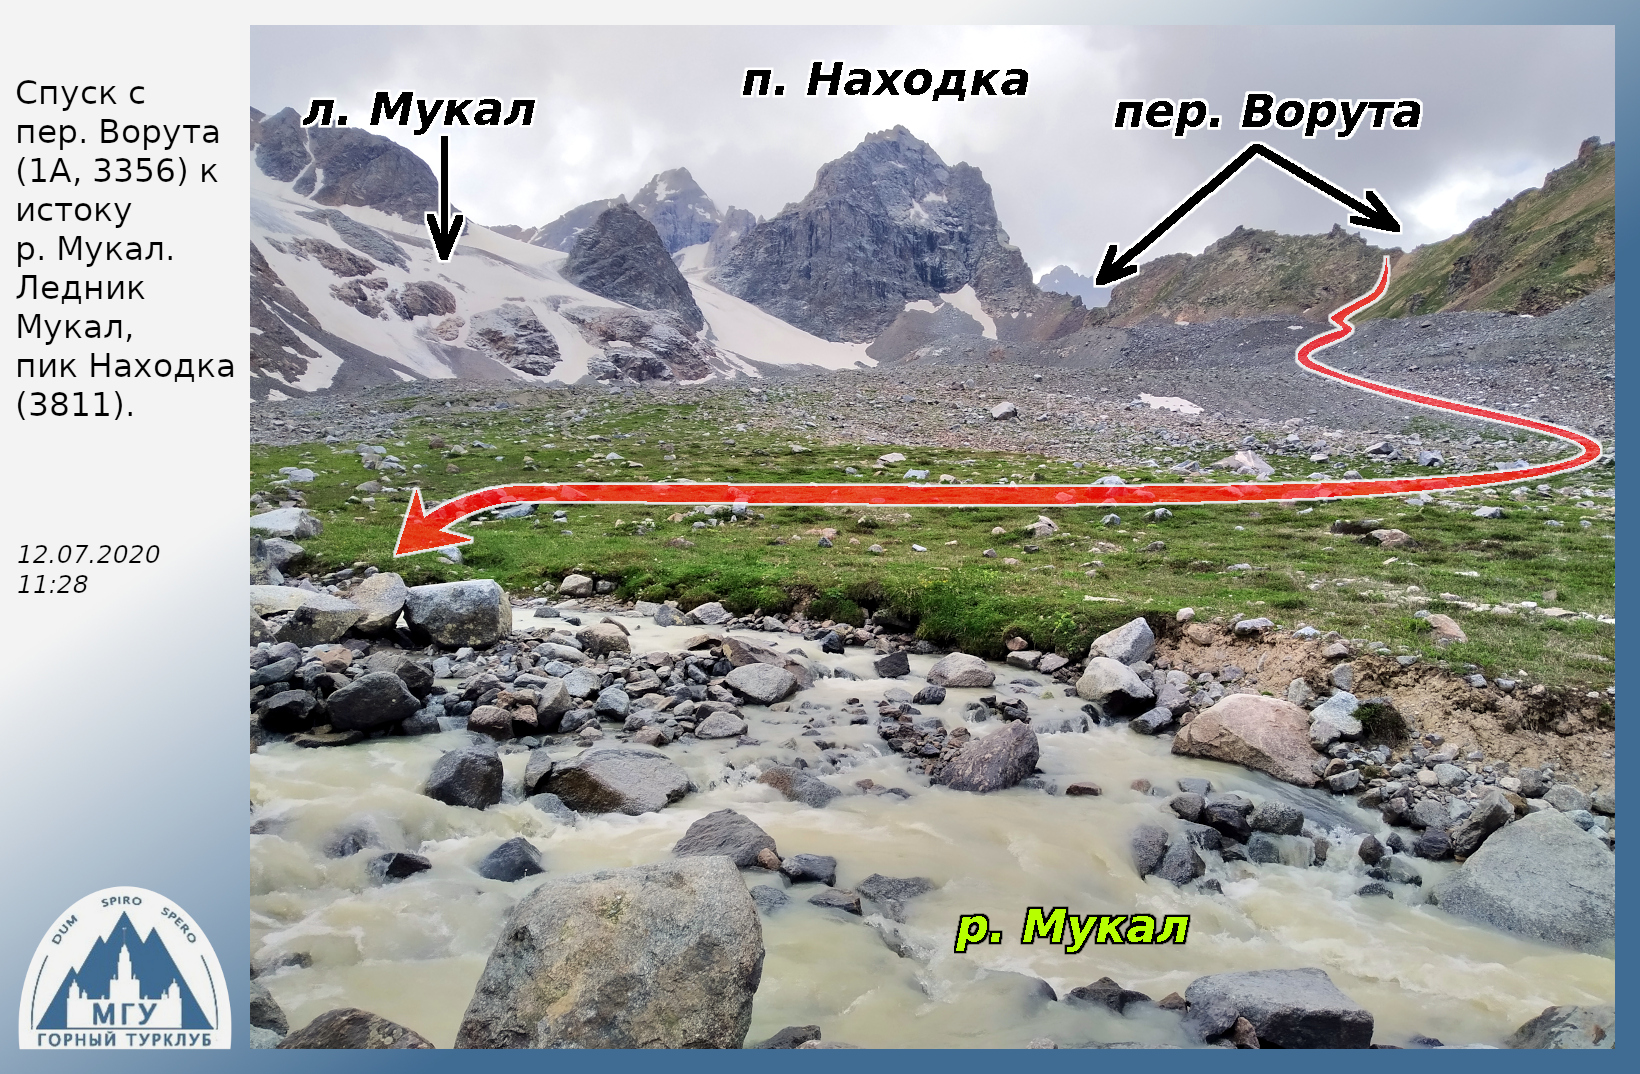 Спуск с
пер. Ворута
(1А, 3356) к
истоку
р. Мукал.
Ледник
Мукал,
пик Находка
(3811).
12.07.2020
11:28
л. Мукал
п. Находка
пер. Ворута
р. Мукал
DUM SPIRO SPERO
МГУ
ГОРНЫЙ ТУРКЛУБ